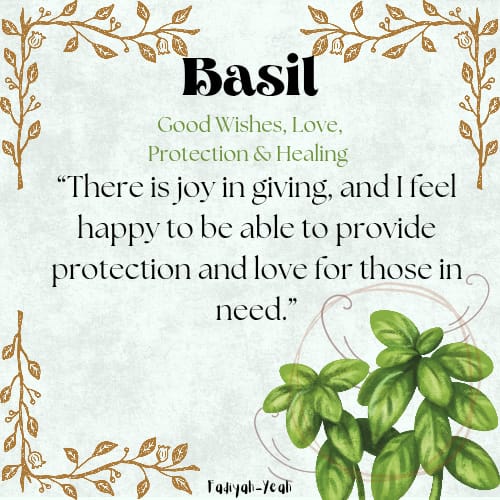 Basil
Good Wishes, Love,
Protection & Healing
“There is joy in giving, and I feel
happy to be able to provide
protection and love for those in
need.”
Fadiyah-Yeah